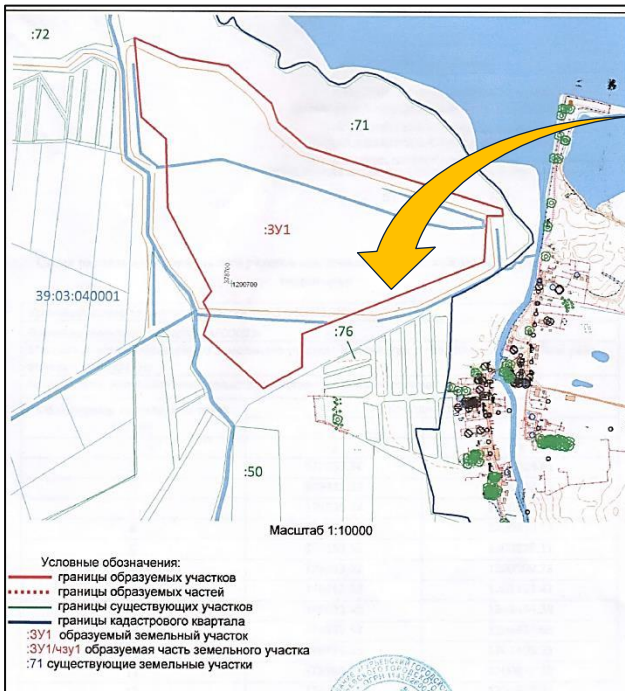 :72
:71
:ЗУ1
1290700
39:03:040001
:76
:50
Масштаб 1:10000
Условные обозначения:
границы образуемых участков
границы образуемых частей
границы существующих участков
границы кадастрового квартала
:ЗУ1 образуемый земельный участок
:ЗУ1/чзу1 образуемая часть земельного участка
:71 существующие земельные участки